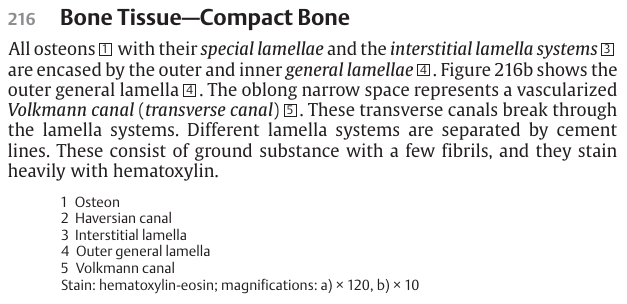 216 Bone Tissue—Compact Bone
All osteons 1 with their special lamellae and the interstitial lamella systems 3
are encased by the outer and inner general lamellae 4. Figure 216b shows the
outer general lamella 4. The oblong narrow space represents a vascularized
Volkmann canal (transverse canal) 5. These transverse canals break through
the lamella systems. Different lamella systems are separated by cement
lines. These consist of ground substance with a few fibrils, and they stain
heavily with hematoxylin.
1 Osteon
2 Haversian canal
3 Interstitial lamella
4 Outer general lamella
5 Volkmann canal
Stain: hematoxylin-eosin; magnifications: a) × 120, b) × 10